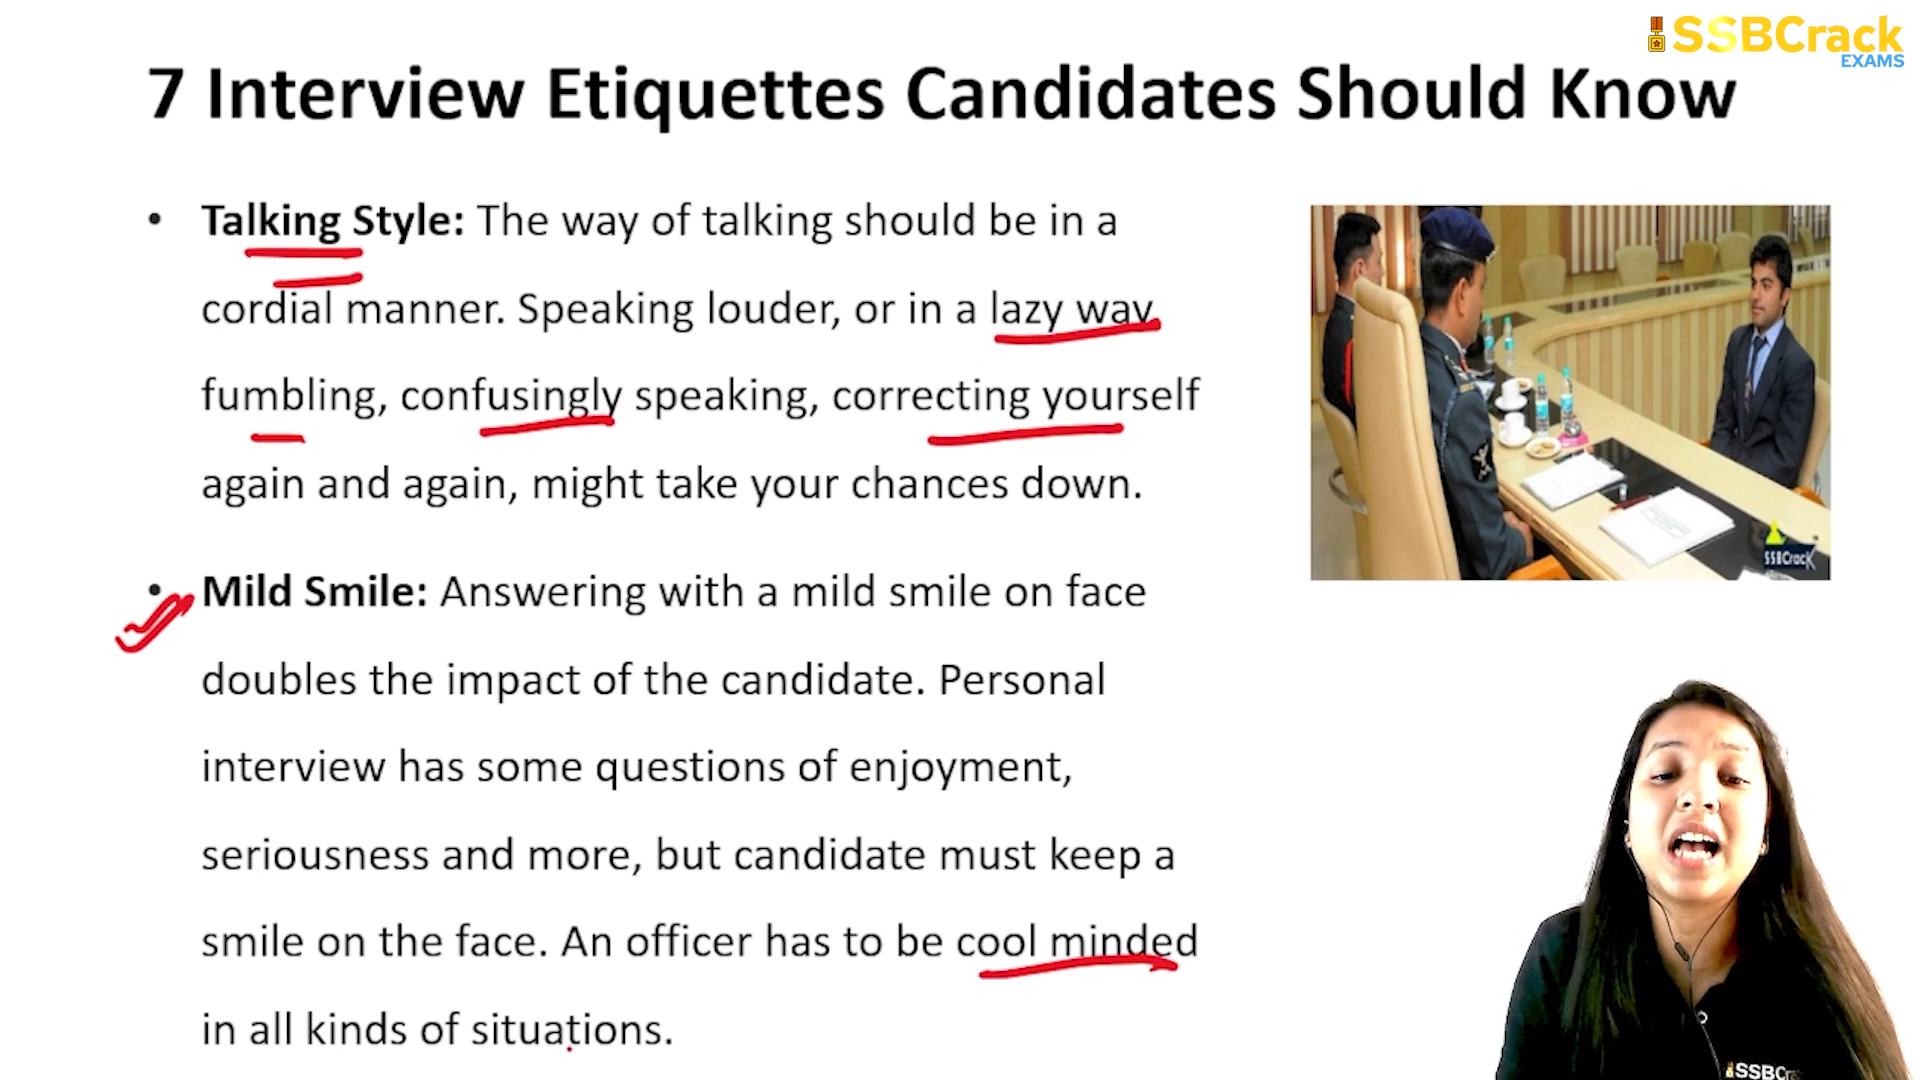 SSBCrack
EXAMS
7 Interview Etiquettes Candidates Should Know
• Talking Style: The way of talking should be in a
cordial manner. Speaking louder, or in a lazy way
fumbling, confusingly speaking, correcting yourself
again and again, might take your chances down.
• Mild Smile: Answering with a mild smile on face
doubles the impact of the candidate. Personal
interview has some questions of enjoyment,
seriousness and more, but candidate must keep a
smile on the face. An officer has to be cool minded
in all kinds of situations.
SSBCrack